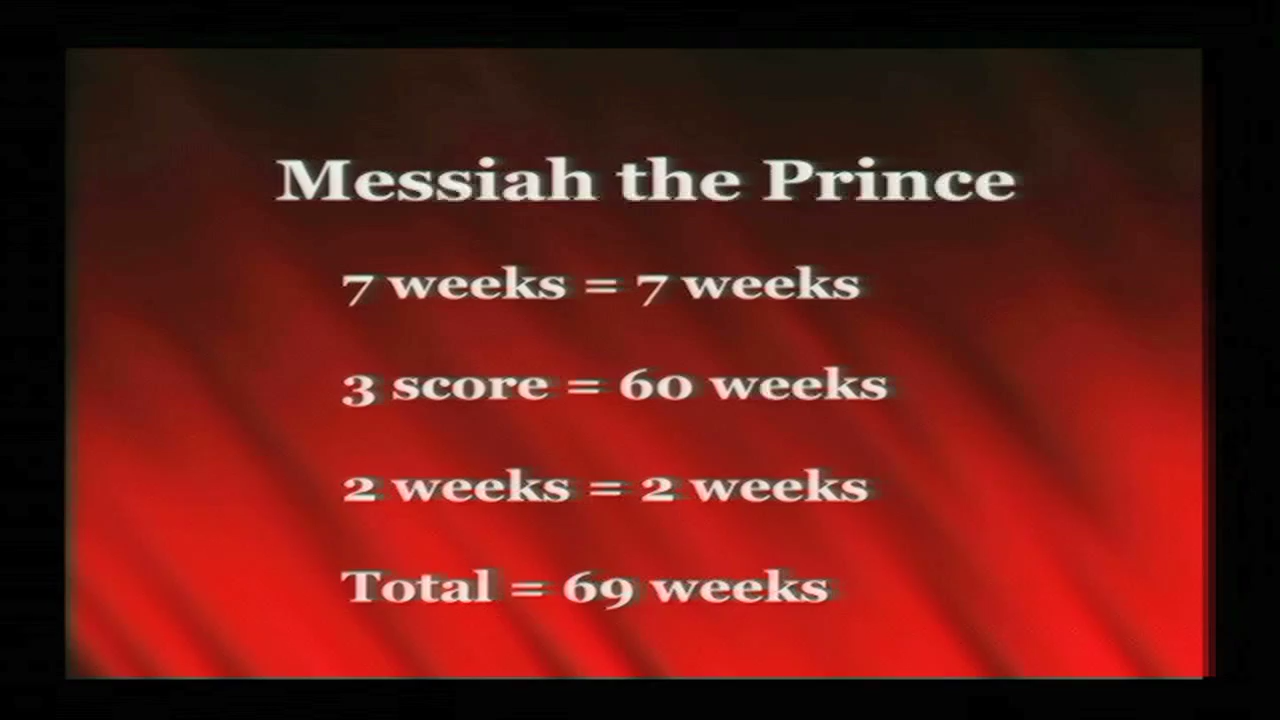 Messiah the Prince
7 weeks = 7 weeks
3 score = 60 weeks
2 weeks = 2 weeks
Total = 69 weeks